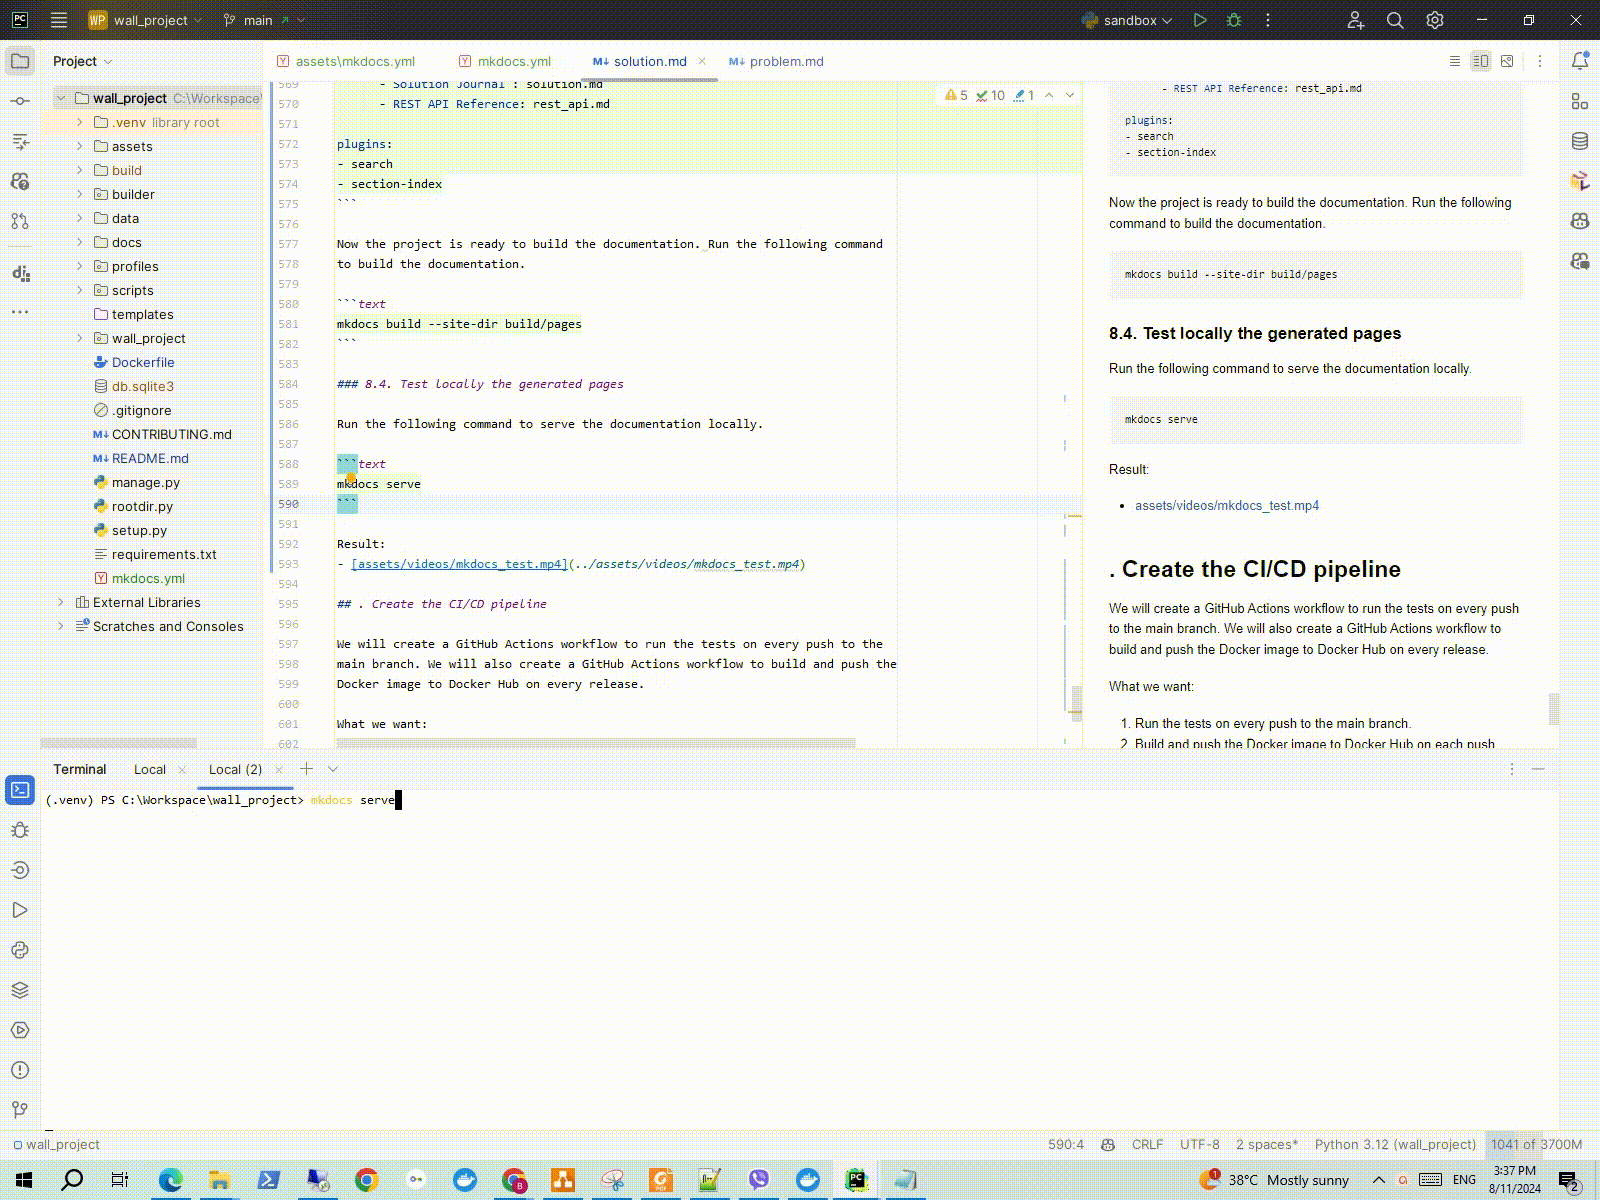 PC
WP wall_project
main
sandbox
Project
assets\mkdocs.yml
mkdocs.yml
M↓ solution.md
M↓ problem.md
wall_project C:\Workspace\
.venv library root
assets
build
builder
data
docs
profiles
scripts
templates
wall_project
Dockerfile
db.sqlite3
.gitignore
M↓ CONTRIBUTING.md
M↓ README.md
manage.py
rootdir.py
setup.py
requirements.txt
mkdocs.yml
External Libraries
Scratches and Consoles
5 10 1
569 - Solution Journal : solution.md
570 - REST API Reference: rest_api.md
571
572 plugins:
573 - search
574 - section-index
575 ```
576
577 Now the project is ready to build the documentation. Run the following command
578 to build the documentation.
579
580 ```text
581 mkdocs build --site-dir build/pages
582 ```
583
584 ### 8.4. Test locally the generated pages
585
586 Run the following command to serve the documentation locally.
587
588 ```text
589 mkdocs serve
590 ```
591
592 Result:
593 - [assets/videos/mkdocs_test.mp4](../assets/videos/mkdocs_test.mp4)
594
595 ## . Create the CI/CD pipeline
596
597 We will create a GitHub Actions workflow to run the tests on every push to the
598 main branch. We will also create a GitHub Actions workflow to build and push the
599 Docker image to Docker Hub on every release.
600
601 What we want:
602
- REST API Reference: rest_api.md
plugins:
- search
- section-index
Now the project is ready to build the documentation. Run the following
command to build the documentation.
mkdocs build --site-dir build/pages
8.4. Test locally the generated pages
Run the following command to serve the documentation locally.
mkdocs serve
Result:
• assets/videos/mkdocs_test.mp4
. Create the CI/CD pipeline
We will create a GitHub Actions workflow to run the tests on every push
to the main branch. We will also create a GitHub Actions workflow to
build and push the Docker image to Docker Hub on every release.
What we want:
1. Run the tests on every push to the main branch.
2. Build and push the Docker image to Docker Hub on each push
Terminal
Local
Local (2)
(.venv) PS C:\Workspace\wall_project> mkdocs serve
wall_project
590:4
CRLF
UTF-8
2 spaces*
Python 3.12 (wall_project)
1041 of 3700M
38°C Mostly sunny
ENG
3:37 PM
8/11/2024
2